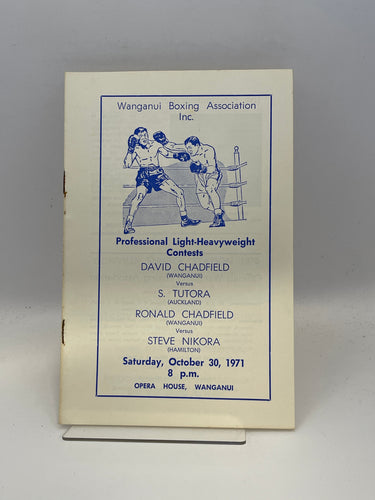 Wanganui Boxing Association
Inc.
Professional Light-Heavyweight
Contests
DAVID CHADFIELD
(WANGANUI)
Versus
S. TUTORA
(AUCKLAND)
RONALD CHADFIELD
(WANGANUI)
Versus
STEVE NIKORA
(HAMILTON)
Saturday, October 30, 1971
8 p.m.
OPERA HOUSE, WANGANUI